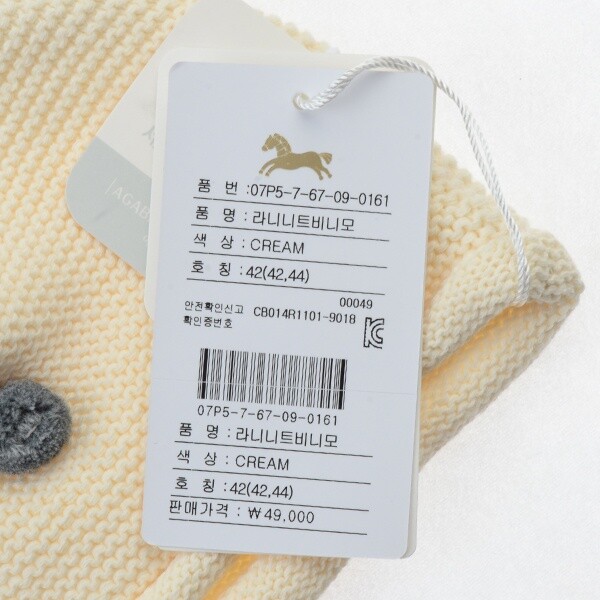 품 번 :07P5-7-67-09-0161
품 명 : 라니니트비니모
색 상 : CREAM
호 칭 : 42(42,44)
00049
안전확인신고 CB014R1101-9018
확인증번호
07P5-7-67-09-0161
품 명 : 라니니트비니모
색 상 : CREAM
호 칭 : 42(42,44)
판매가격 : ₩ 49,000